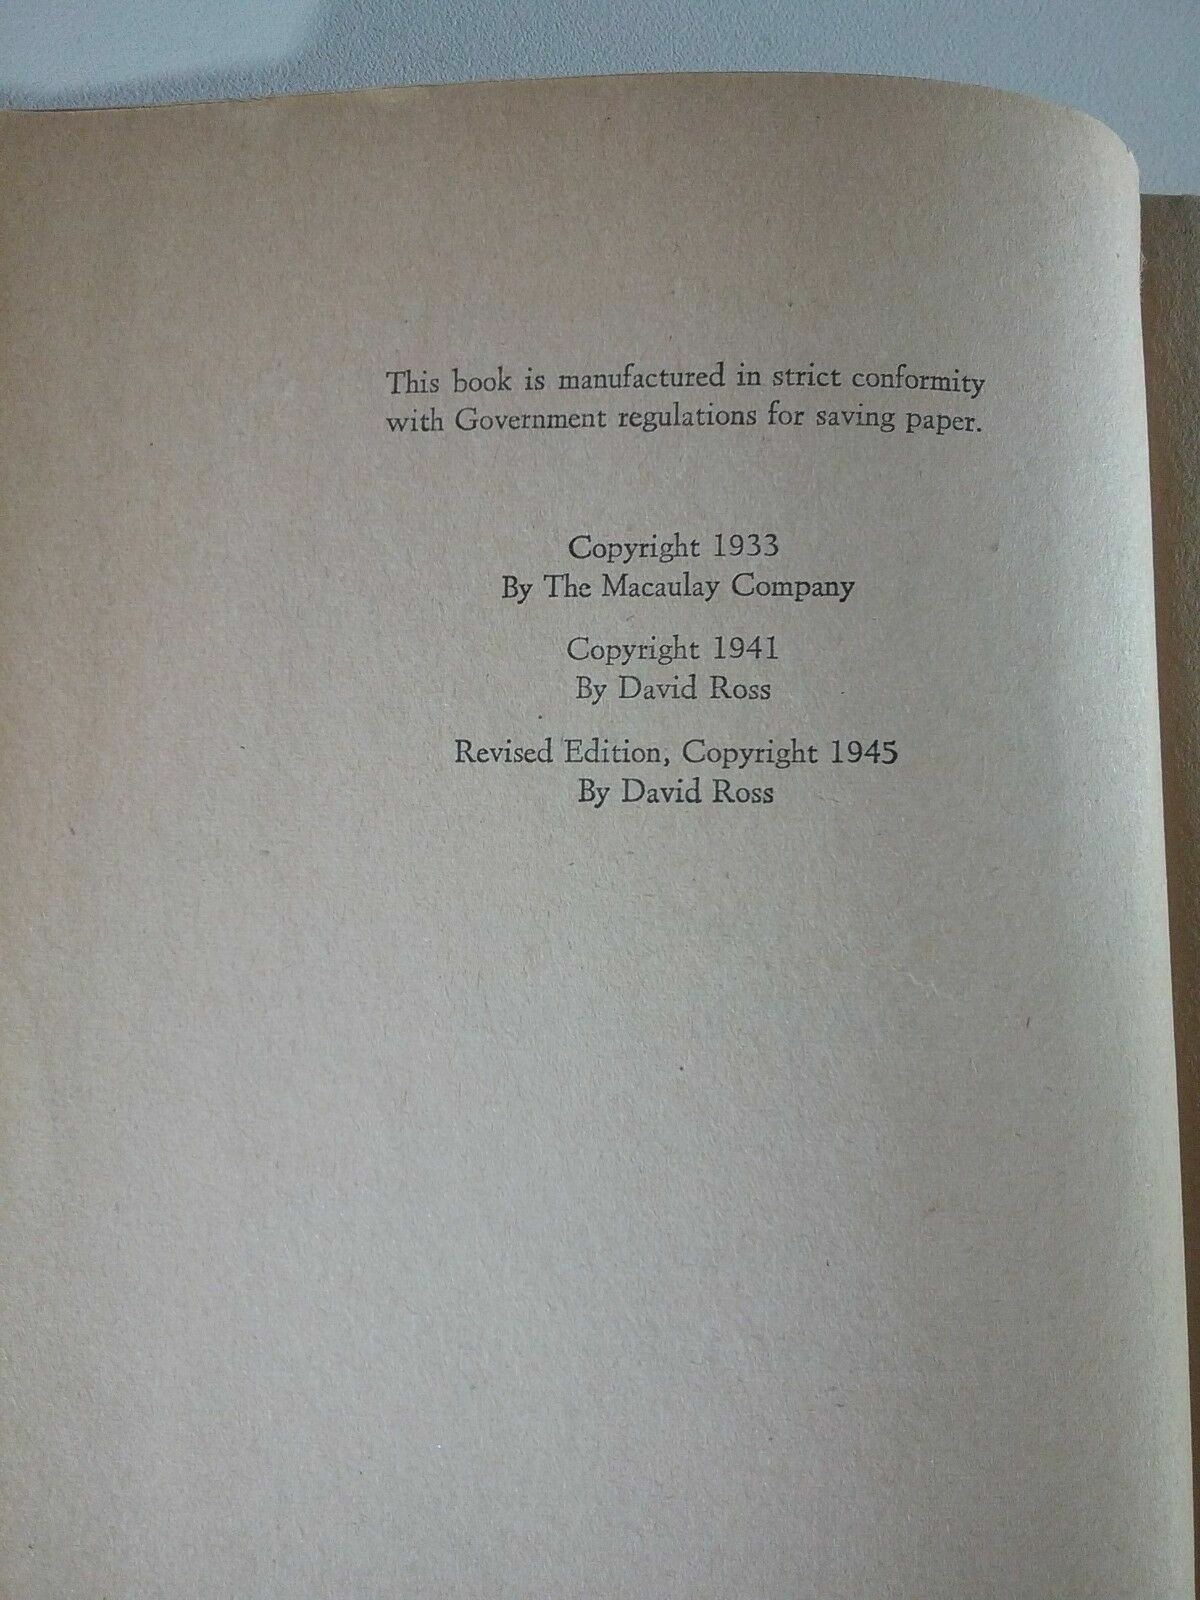 This book is manufactured in strict conformity
with Government regulations for saving paper.
Copyright 1933
By The Macaulay Company
Copyright 1941
By David Ross
Revised Edition, Copyright 1945
By David Ross